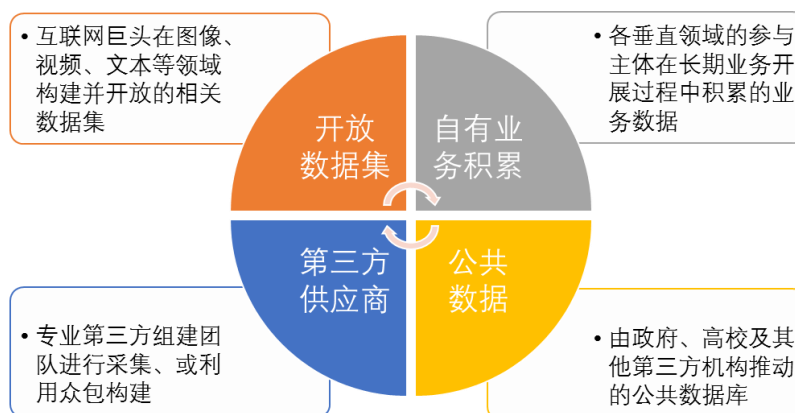 • 互联网巨头在图像、
视频、文本等领域
构建并开放的相关
数据集
开放
数据集
自有业
务积累
• 各垂直领域的参与
主体在长期业务开
展过程中积累的业
务数据
• 专业第三方组建团
队进行采集、或利
用众包构建
第三方
供应商
公共
数据
• 由政府、高校及其
他第三方机构推动
的公共数据库